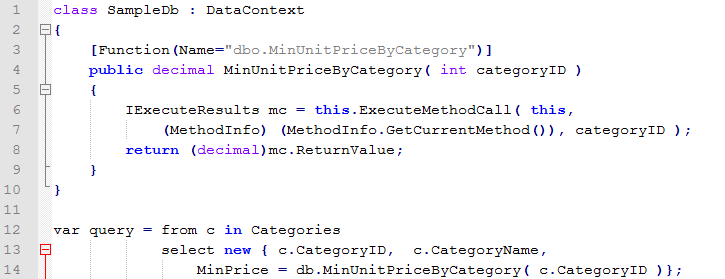 1 class SampleDb : DataContext
2 {
3 [Function(Name="dbo.MinUnitPriceByCategory")]
4 public decimal MinUnitPriceByCategory( int categoryID )
5 {
6 IExecuteResults mc = this.ExecuteMethodCall( this,
7 (MethodInfo) (MethodInfo.GetCurrentMethod()), categoryID );
8 return (decimal)mc.ReturnValue;
9 }
10 }
11
12 var query = from c in Categories
13 select new { c.CategoryID, c.CategoryName,
14 MinPrice = db.MinUnitPriceByCategory( c.CategoryID )};